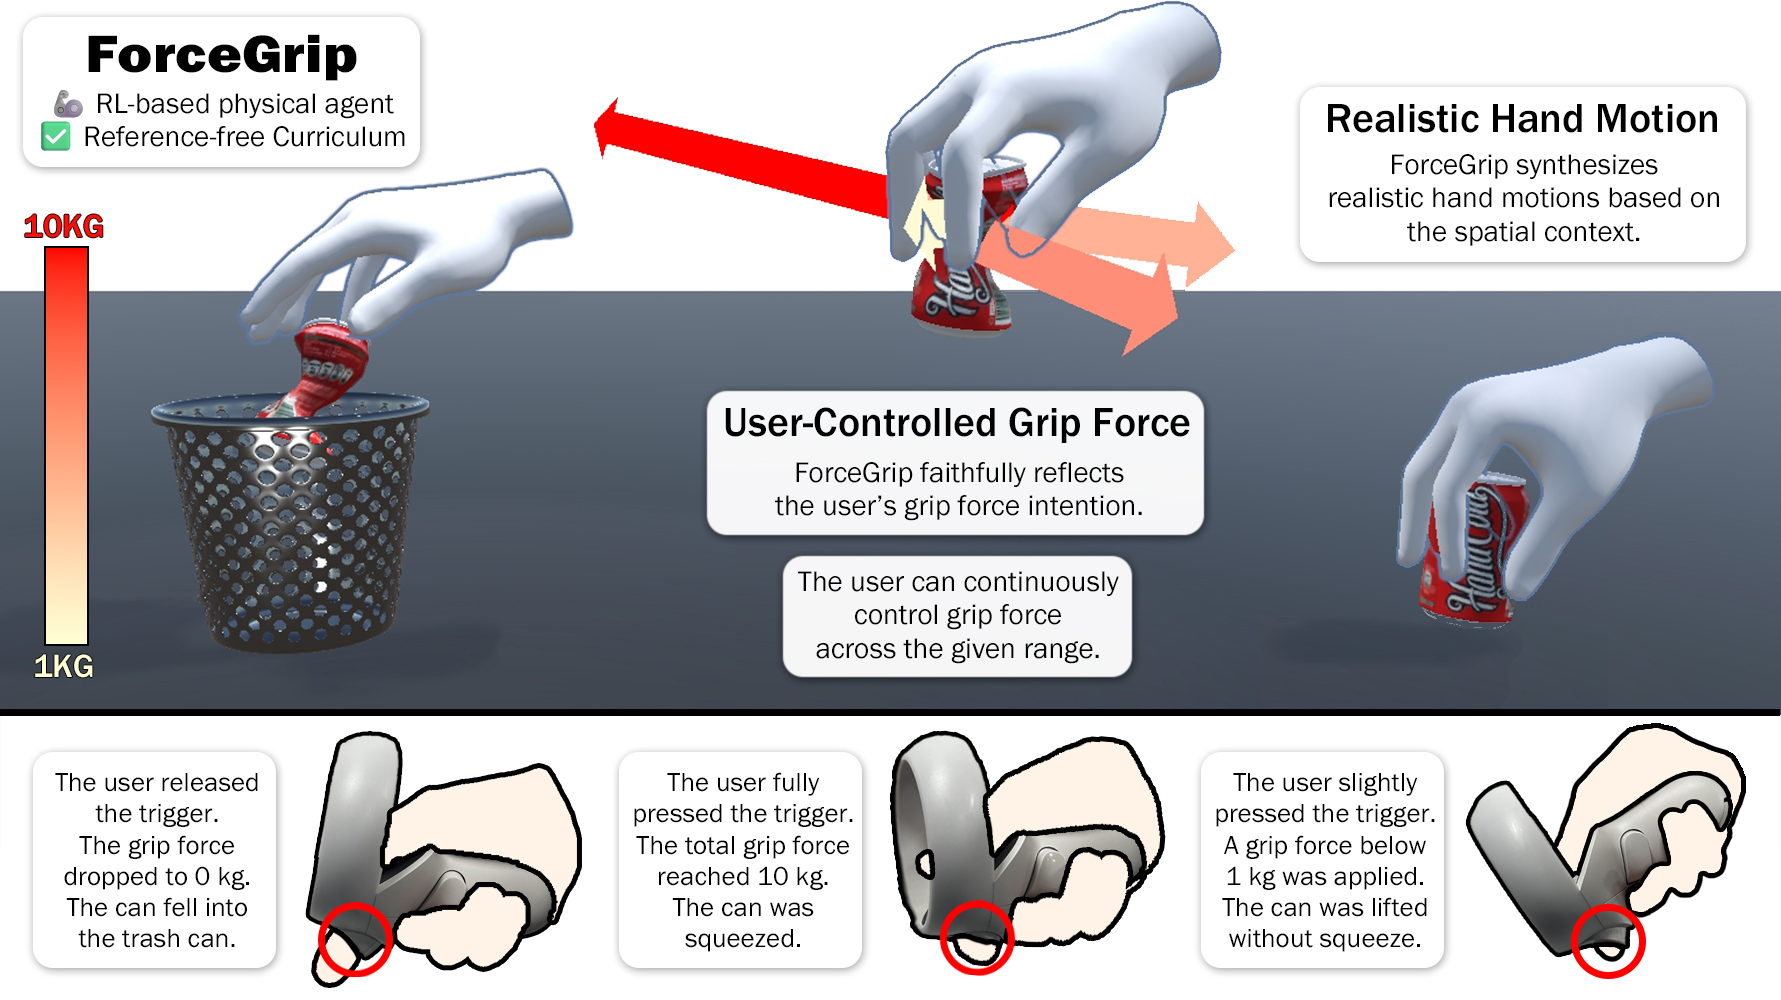 ForceGrip
RL-based physical agent
Reference-free Curriculum
Realistic Hand Motion
ForceGrip synthesizes
realistic hand motions based on
the spatial context.
10KG
1KG
User-Controlled Grip Force
ForceGrip faithfully reflects
the user's grip force intention.
The user can continuously
control grip force
across the given range.
The user released
the trigger.
The grip force
dropped to 0 kg.
The can fell into
the trash can.
The user fully
pressed the trigger.
The total grip force
reached 10 kg.
The can was
squeezed.
The user slightly
pressed the trigger.
A grip force below
1 kg was applied.
The can was lifted
without squeeze.